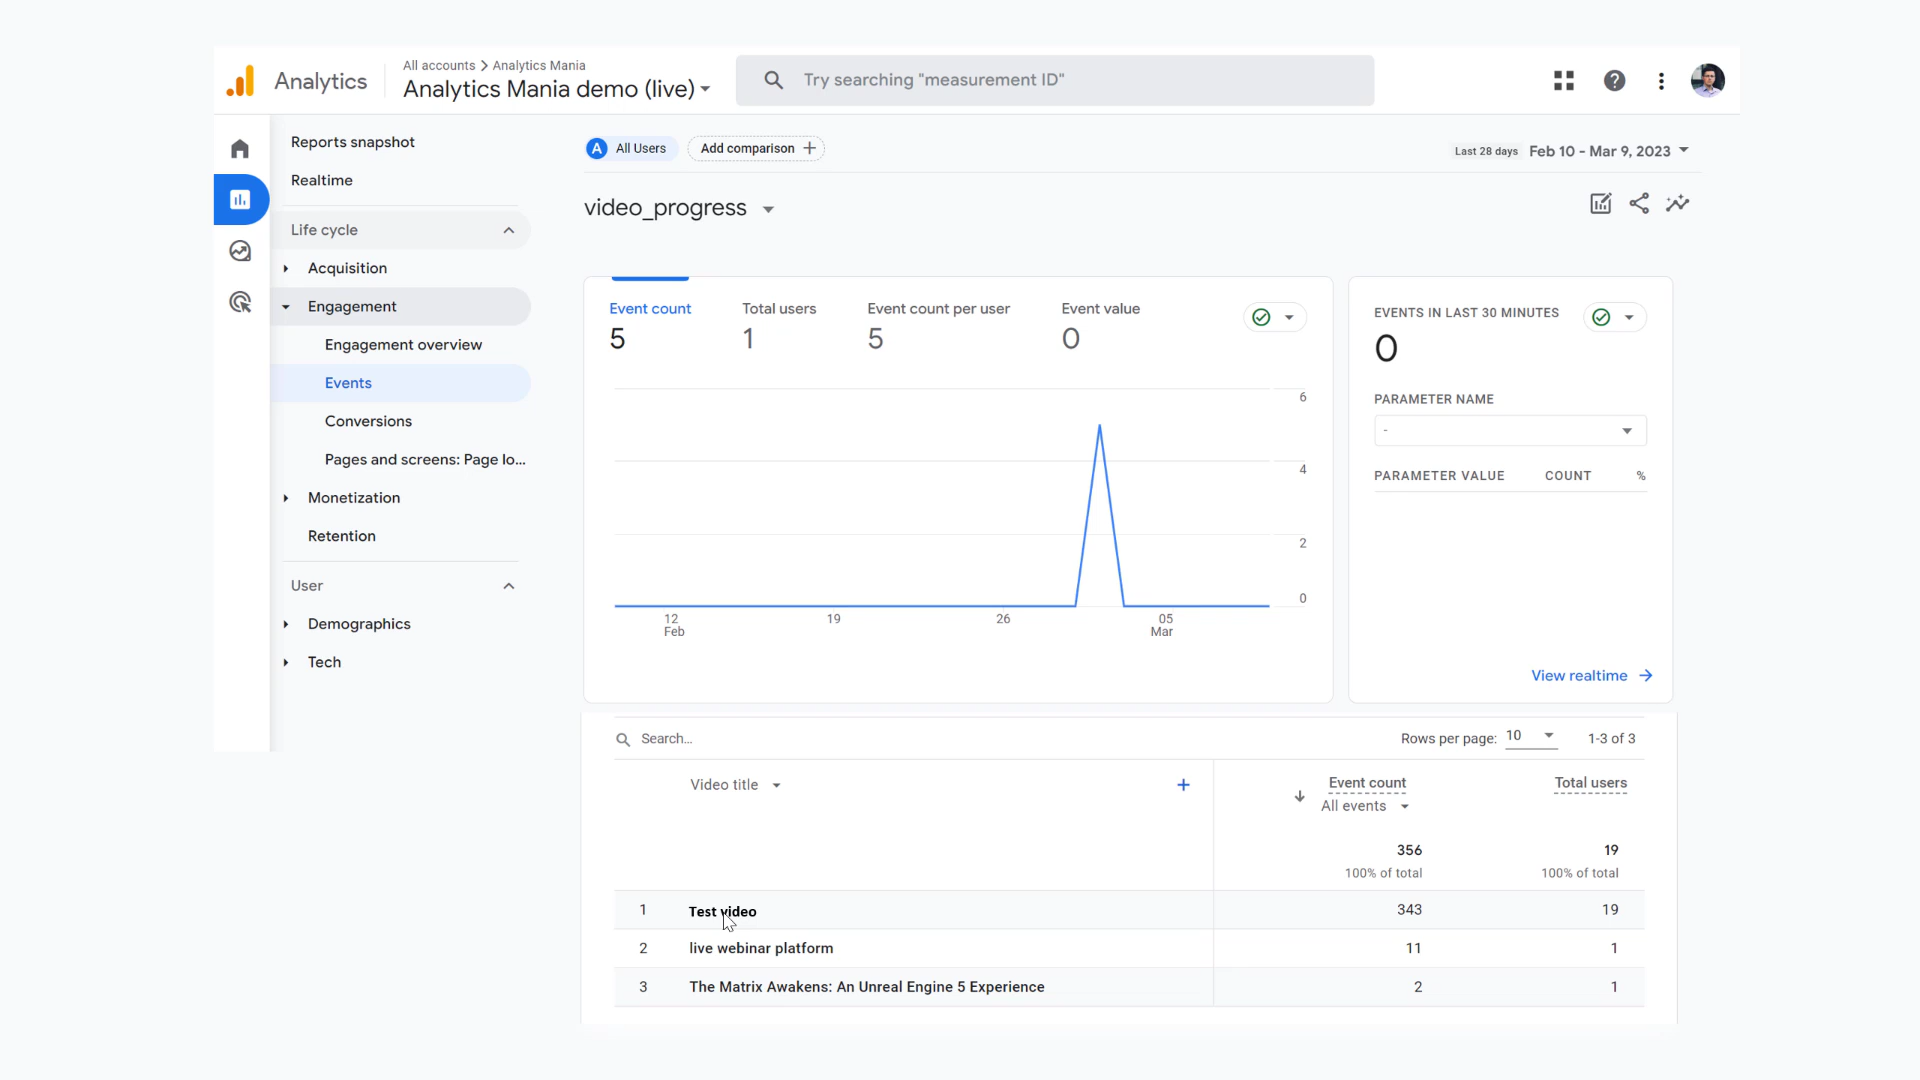 Analytics
All accounts > Analytics Mania
Analytics Mania demo (live)
Try searching "measurement ID"
Reports snapshot
Realtime
Life cycle
Acquisition
Engagement
Engagement overview
Events
Conversions
Pages and screens: Page lo...
Monetization
Retention
User
Demographics
Tech
A All Users
Add comparison +
Last 28 days Feb 10 - Mar 9, 2023
video_progress
Event count
5
Total users
1
Event count per user
5
Event value
0
6
4
2
0
12
Feb
19
26
05
Mar
EVENTS IN LAST 30 MINUTES
0
PARAMETER NAME
-
PARAMETER VALUE COUNT %
View realtime
Search...
Rows per page: 10 1-3 of 3
Video title +
Event count Total users
All events
356 19
100% of total 100% of total
1 Test video 343 19
2 live webinar platform 11 1
3 The Matrix Awakens: An Unreal Engine 5 Experience 2 1